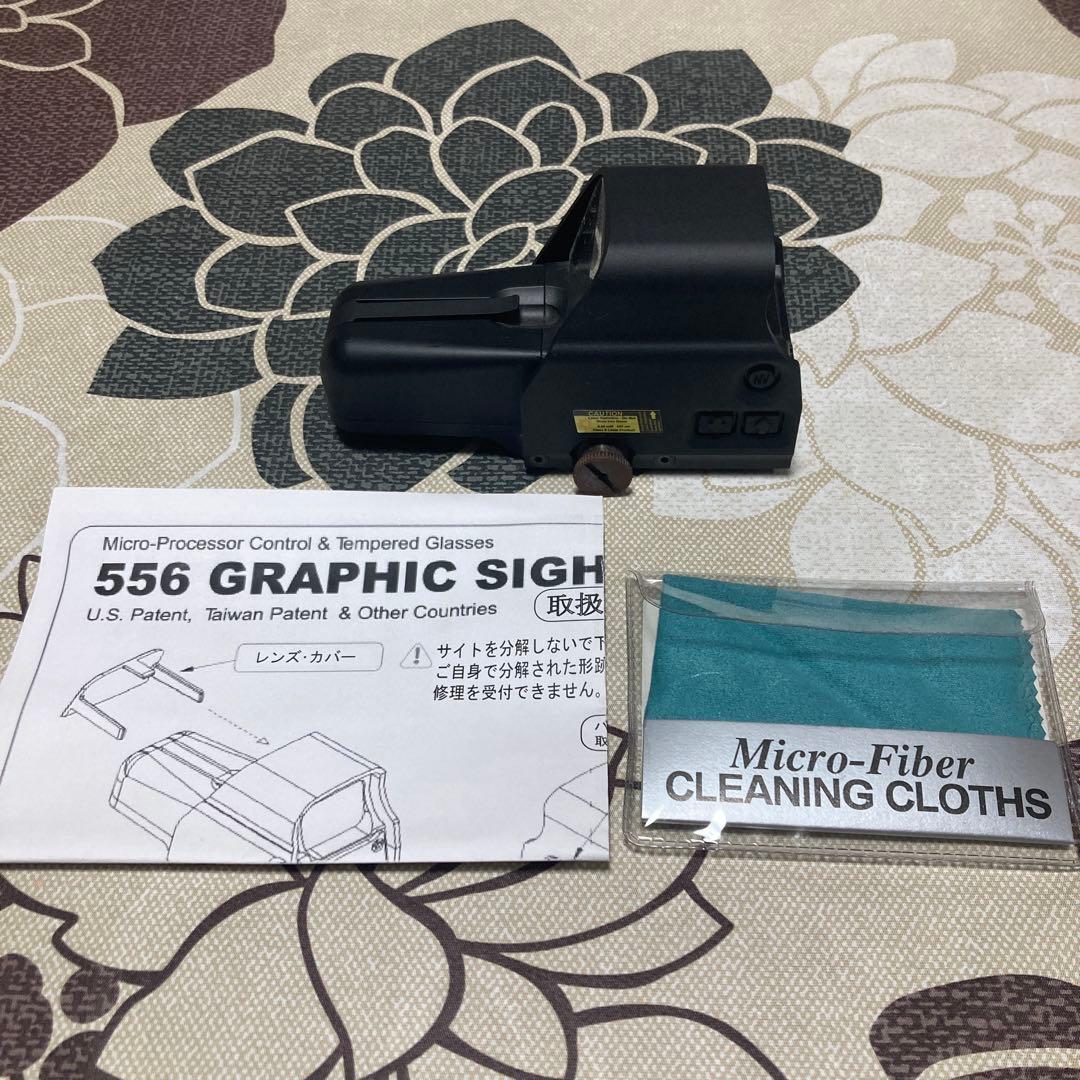 NV
CAUTION
Micro-Processor Control & Tempered Glasses
556 GRAPHIC SIGH
U.S. Patent, Taiwan Patent & Other Countries
取扱
レンズ・カバー
サイトを分解しないで下
ご自身で分解された形跡
修理を受付できません。
Micro-Fiber
CLEANING CLOTHS